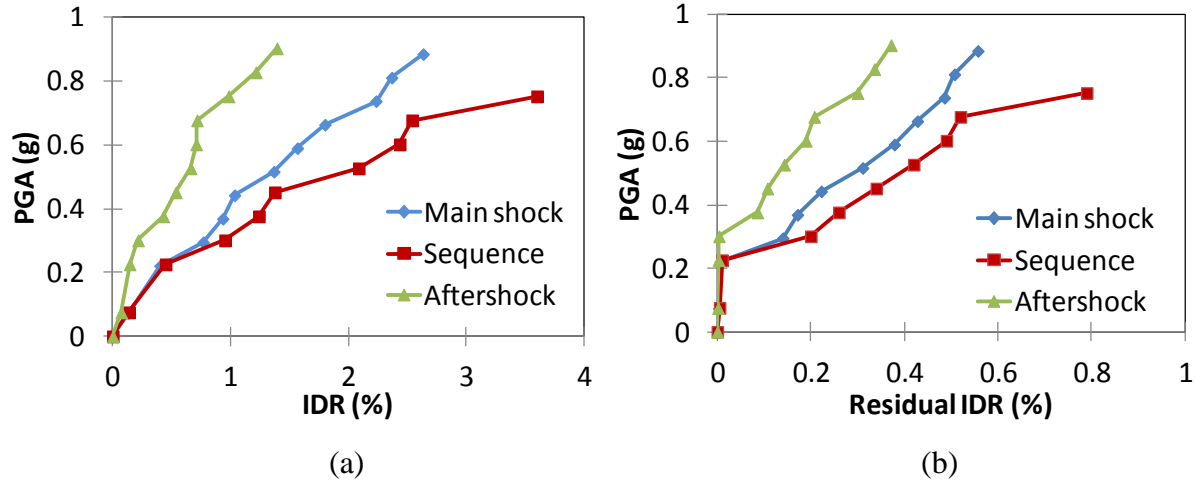 1
0.8
0.6
0.4
0.2
0
PGA (g)
Main shock
Sequence
Aftershock
0 1 2 3 4
IDR (%)
(a)
1
0.8
0.6
0.4
0.2
0
PGA (g)
Main shock
Sequence
Aftershock
0 0.2 0.4 0.6 0.8 1
Residual IDR (%)
(b)